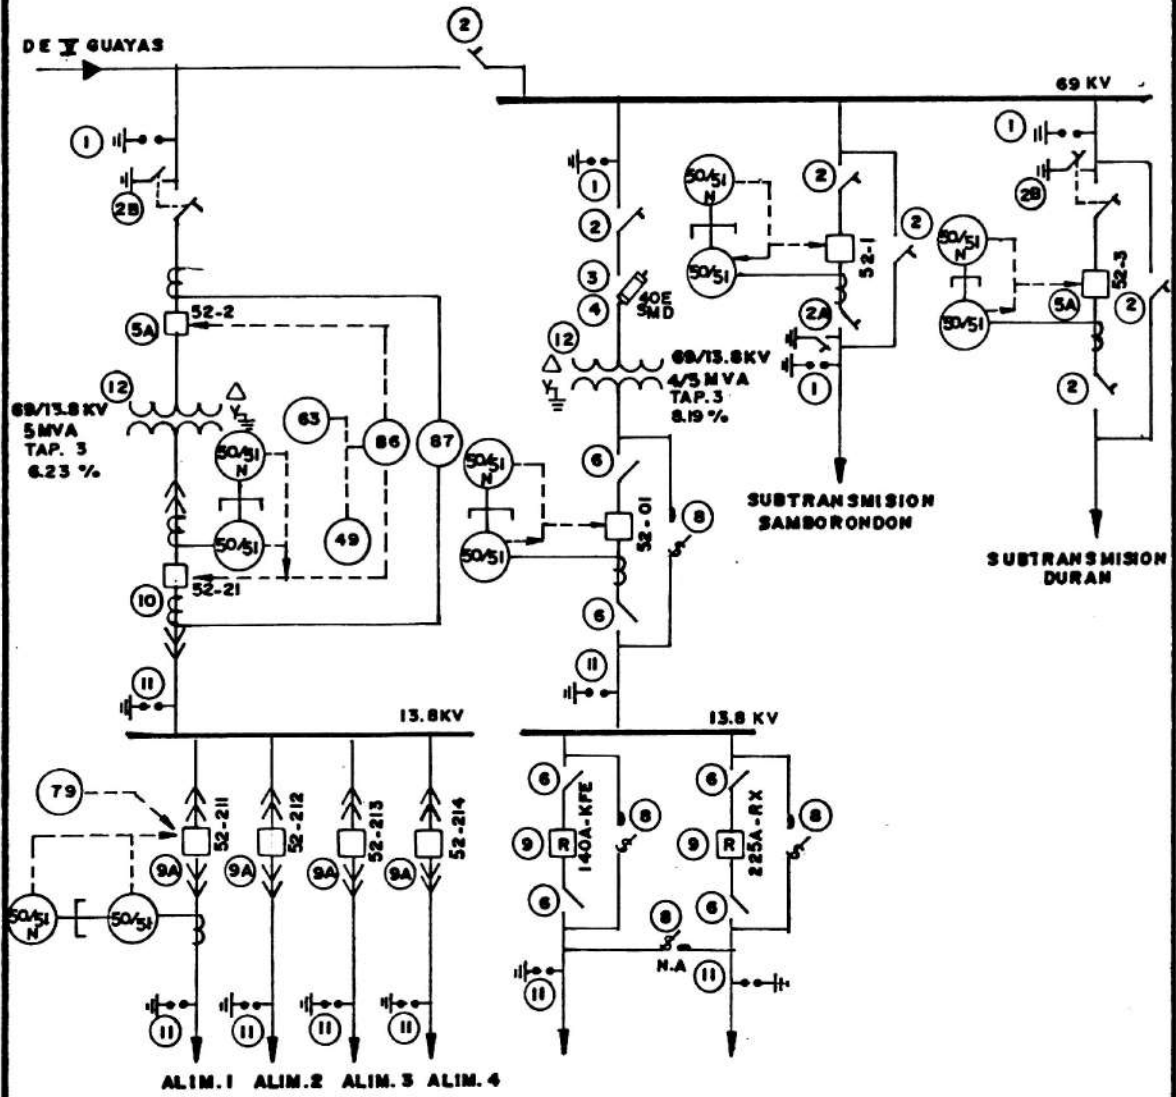 2
DE V GUAYAS
69 KV
1
1
1
2B
2
50/51
N
2
2
2B
50/51
N
3
4
40E
SMD
50/51
52-1
52-2
5A
2A
50/51
5A
52-3
2
12
12
69/13.8KV
4/5 MVA
TAP. 3
8.19 %
1
2
69/13.8 KV
5 MVA
TAP. 3
6.23 %
63
86
87
50/51
N
50/51
N
6
49
50/51
50/51
52-01
8
SUBTRANSMISION
SAMBORONDON
SUBTRANSMISION
DURAN
52-21
10
6
11
11
13.8KV
13.8 KV
79
52-211
52-212
52-213
52-214
6
140A-KFE
8
6
225A-RX
8
9
R
9
R
9A
9A
9A
9A
50/51
N
50/51
6
6
8
N.A
11
11
11
11
11
11
ALIM. 1
ALIM. 2
ALIM. 3
ALIM. 4